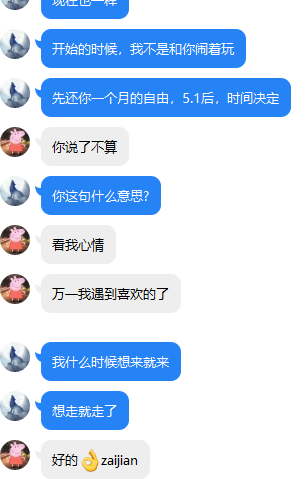 现在也一样
开始的时候，我不是和你闹着玩
先还你一个月的自由，5.1后，时间决定
你说了不算
你这句什么意思?
看我心情
万一我遇到喜欢的了
我什么时候想来就来
想走就走了
好的👌zaijian